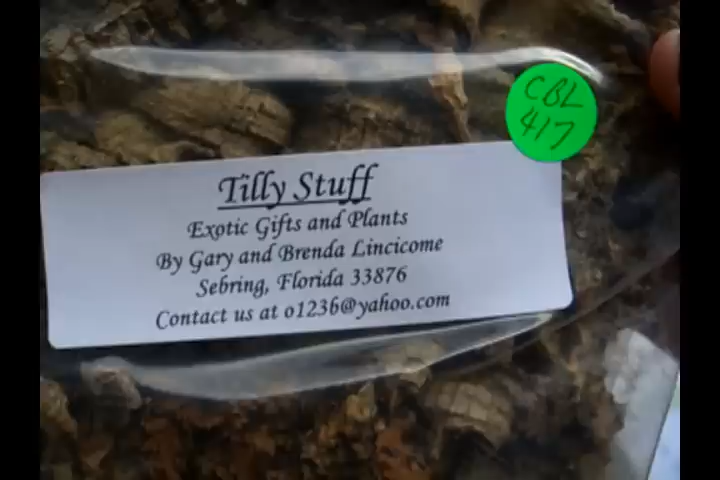 CBL
417
Tilly Stuff
Exotic Gifts and Plants
By Gary and Brenda Lincicome
Sebring, Florida 33876
Contact us at o1236@yahoo.com